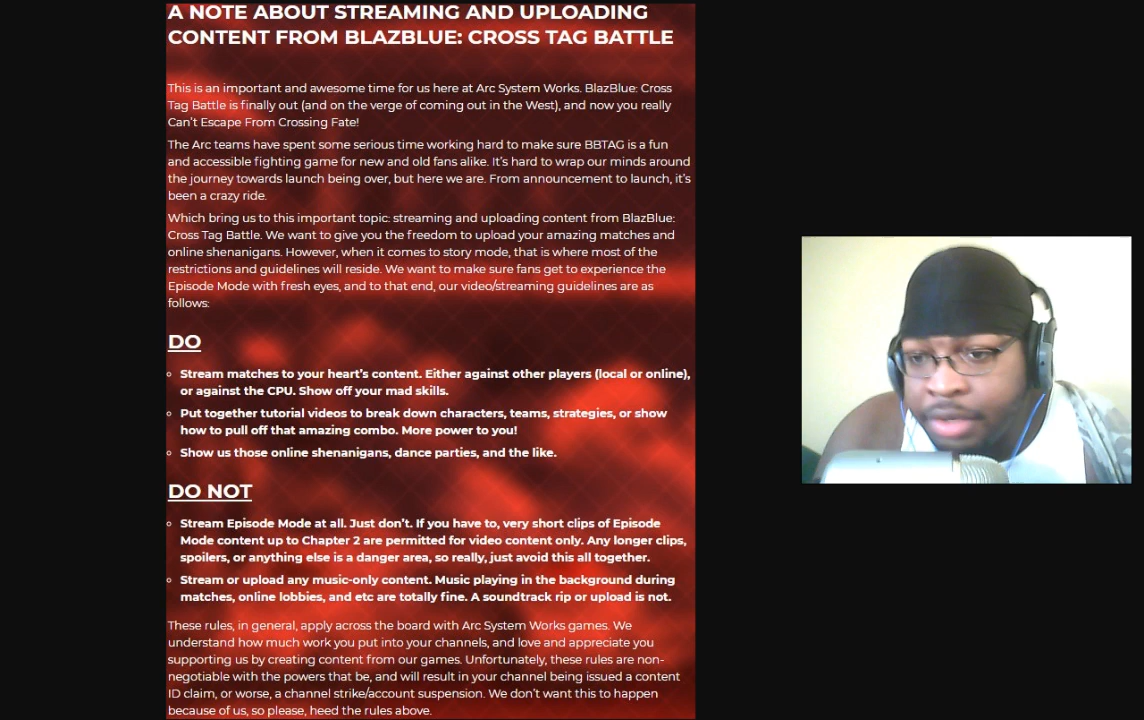 A NOTE ABOUT STREAMING AND UPLOADING
CONTENT FROM BLAZBLUE: CROSS TAG BATTLE
This is an important and awesome time for us here at Arc System Works. BlazBlue: Cross
Tag Battle is finally out (and on the verge of coming out in the West), and now you really
Can't Escape From Crossing Fate!
The Arc teams have spent some serious time working hard to make sure BBTAG is a fun
and accessible fighting game for new and old fans alike. It's hard to wrap our minds around
the journey towards launch being over, but here we are. From announcement to launch, it's
been a crazy ride.
Which bring us to this important topic: streaming and uploading content from BlazBlue:
Cross Tag Battle. We want to give you the freedom to upload your amazing matches and
online shenanigans. However, when it comes to story mode, that is where most of the
restrictions and guidelines will reside. We want to make sure fans get to experience the
Episode Mode with fresh eyes, and to that end, our video/streaming guidelines are as
follows:
DO
◦ Stream matches to your heart's content. Either against other players (local or online),
or against the CPU. Show off your mad skills.
◦ Put together tutorial videos to break down characters, teams, strategies, or show
how to pull off that amazing combo. More power to you!
◦ Show us those online shenanigans, dance parties, and the like.
DO NOT
◦ Stream Episode Mode at all. Just don't. If you have to, very short clips of Episode
Mode content up to Chapter 2 are permitted for video content only. Any longer clips,
spoilers, or anything else is a danger area, so really, just avoid this all together.
◦ Stream or upload any music-only content. Music playing in the background during
matches, online lobbies, and etc are totally fine. A soundtrack rip or upload is not.
These rules, in general, apply across the board with Arc System Works games. We
understand how much work you put into your channels, and love and appreciate you
supporting us by creating content from our games. Unfortunately, these rules are non-
negotiable with the powers that be, and will result in your channel being issued a content
ID claim, or worse, a channel strike/account suspension. We don't want this to happen
because of us, so please, heed the rules above.